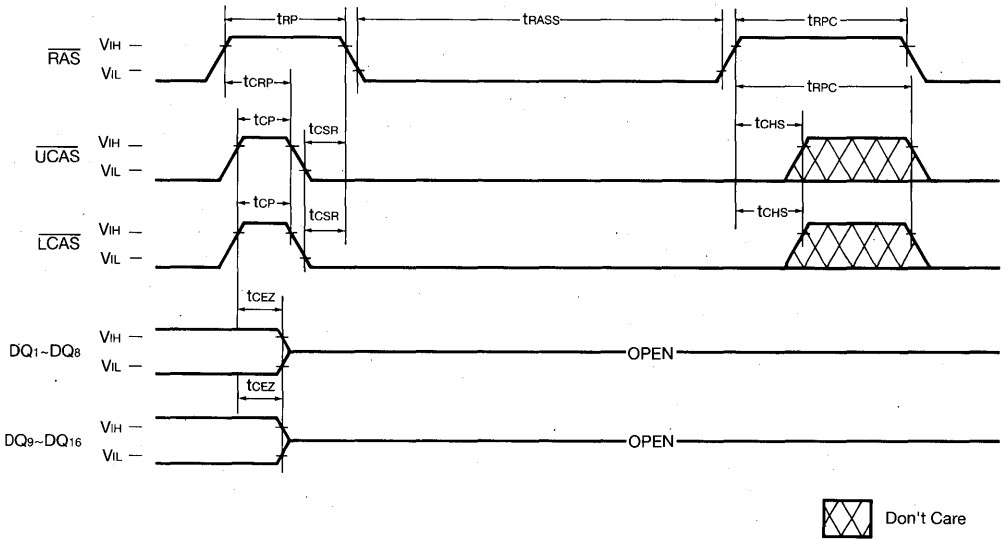 tRP tRASS tRPC
RAS VIH
VIL
tCRP tRPC
tCP tCSR tCHS
UCAS VIH
VIL
tCP tCSR tCHS
LCAS VIH
VIL
tCEZ
VIH
DQ1~DQ8 OPEN
VIL
tCEZ
VIH
DQ9~DQ16 OPEN
VIL
Don't Care